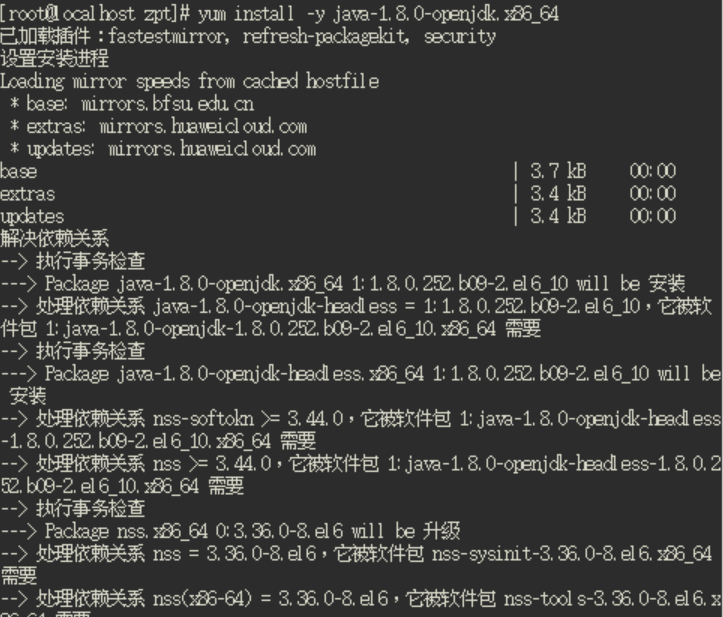 [root@localhost zpt]# yum install -y java-1.8.0-openjdk.x86_64
已加载插件:fastestmirror, refresh-packagekit, security
设置安装进程
Loading mirror speeds from cached hostfile
 * base: mirrors.bfsu.edu.cn
 * extras: mirrors.huaweicloud.com
 * updates: mirrors.huaweicloud.com
base | 3.7 kB 00:00
extras | 3.4 kB 00:00
updates | 3.4 kB 00:00
解决依赖关系
--> 执行事务检查
---> Package java-1.8.0-openjdk.x86_64 1:1.8.0.252.b09-2.el6_10 will be 安装
--> 处理依赖关系 java-1.8.0-openjdk-headless = 1:1.8.0.252.b09-2.el6_10,它被软
件包 1:java-1.8.0-openjdk-1.8.0.252.b09-2.el6_10.x86_64 需要
--> 执行事务检查
---> Package java-1.8.0-openjdk-headless.x86_64 1:1.8.0.252.b09-2.el6_10 will be
 安装
--> 处理依赖关系 nss-softokn >= 3.44.0,它被软件包 1:java-1.8.0-openjdk-headless
-1.8.0.252.b09-2.el6_10.x86_64 需要
--> 处理依赖关系 nss >= 3.44.0,它被软件包 1:java-1.8.0-openjdk-headless-1.8.0.2
52.b09-2.el6_10.x86_64 需要
--> 执行事务检查
---> Package nss.x86_64 0:3.36.0-8.el6 will be 升级
--> 处理依赖关系 nss = 3.36.0-8.el6,它被软件包 nss-sysinit-3.36.0-8.el6.x86_64
需要
--> 处理依赖关系 nss(x86-64) = 3.36.0-8.el6,它被软件包 nss-tools-3.36.0-8.el6.x
86_64 需要